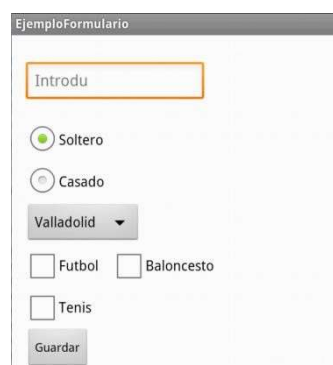 EjemploFormulario
Introdu
Soltero
Casado
Valladolid
Futbol Baloncesto
Tenis
Guardar